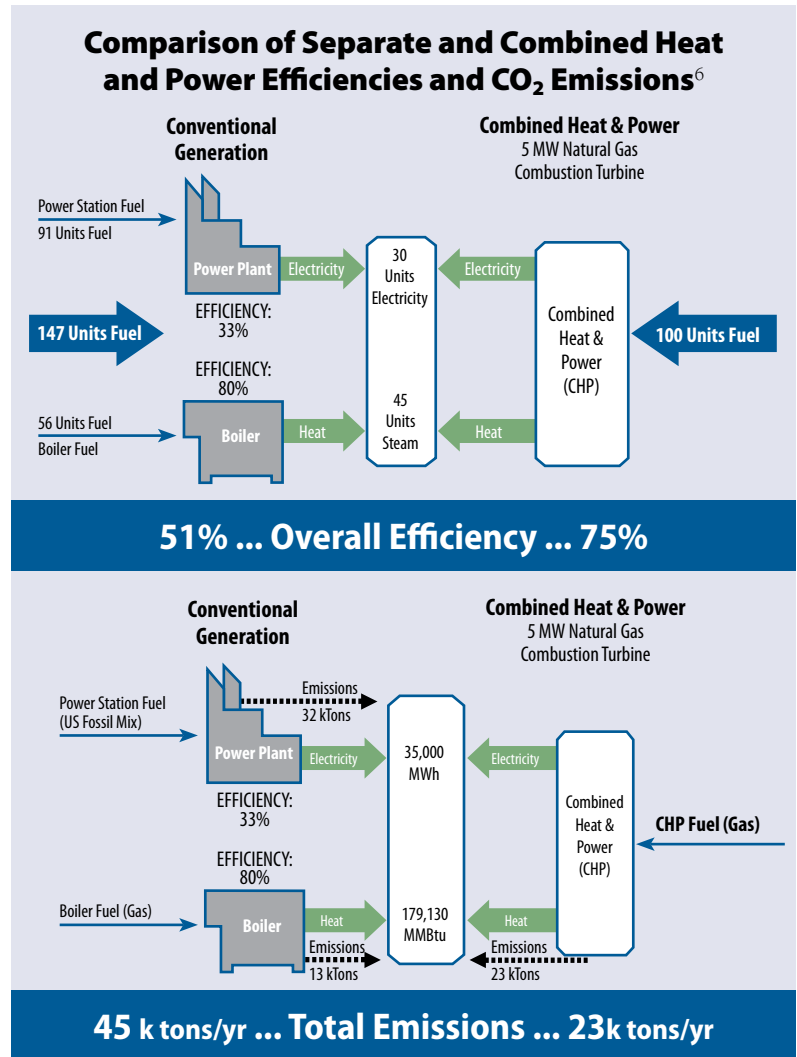 Comparison of Separate and Combined Heat
and Power Efficiencies and CO₂ Emissions⁶
Conventional
Generation
Combined Heat & Power
5 MW Natural Gas
Combustion Turbine
Power Station Fuel
91 Units Fuel
Power Plant
Electricity
30
Units
Electricity
Electricity
EFFICIENCY:
33%
147 Units Fuel
Combined
Heat &
Power
(CHP)
100 Units Fuel
EFFICIENCY:
80%
56 Units Fuel
Boiler Fuel
Boiler
Heat
45
Units
Steam
Heat
51% ... Overall Efficiency ... 75%
Conventional
Generation
Combined Heat & Power
5 MW Natural Gas
Combustion Turbine
Power Station Fuel
(US Fossil Mix)
Emissions
32 kTons
Power Plant
Electricity
35,000
MWh
Electricity
EFFICIENCY:
33%
Combined
Heat &
Power
(CHP)
CHP Fuel (Gas)
EFFICIENCY:
80%
Boiler Fuel (Gas)
Boiler
Heat
179,130
MMBtu
Heat
Emissions
13 kTons
Emissions
23 kTons
45 k tons/yr ... Total Emissions ... 23k tons/yr